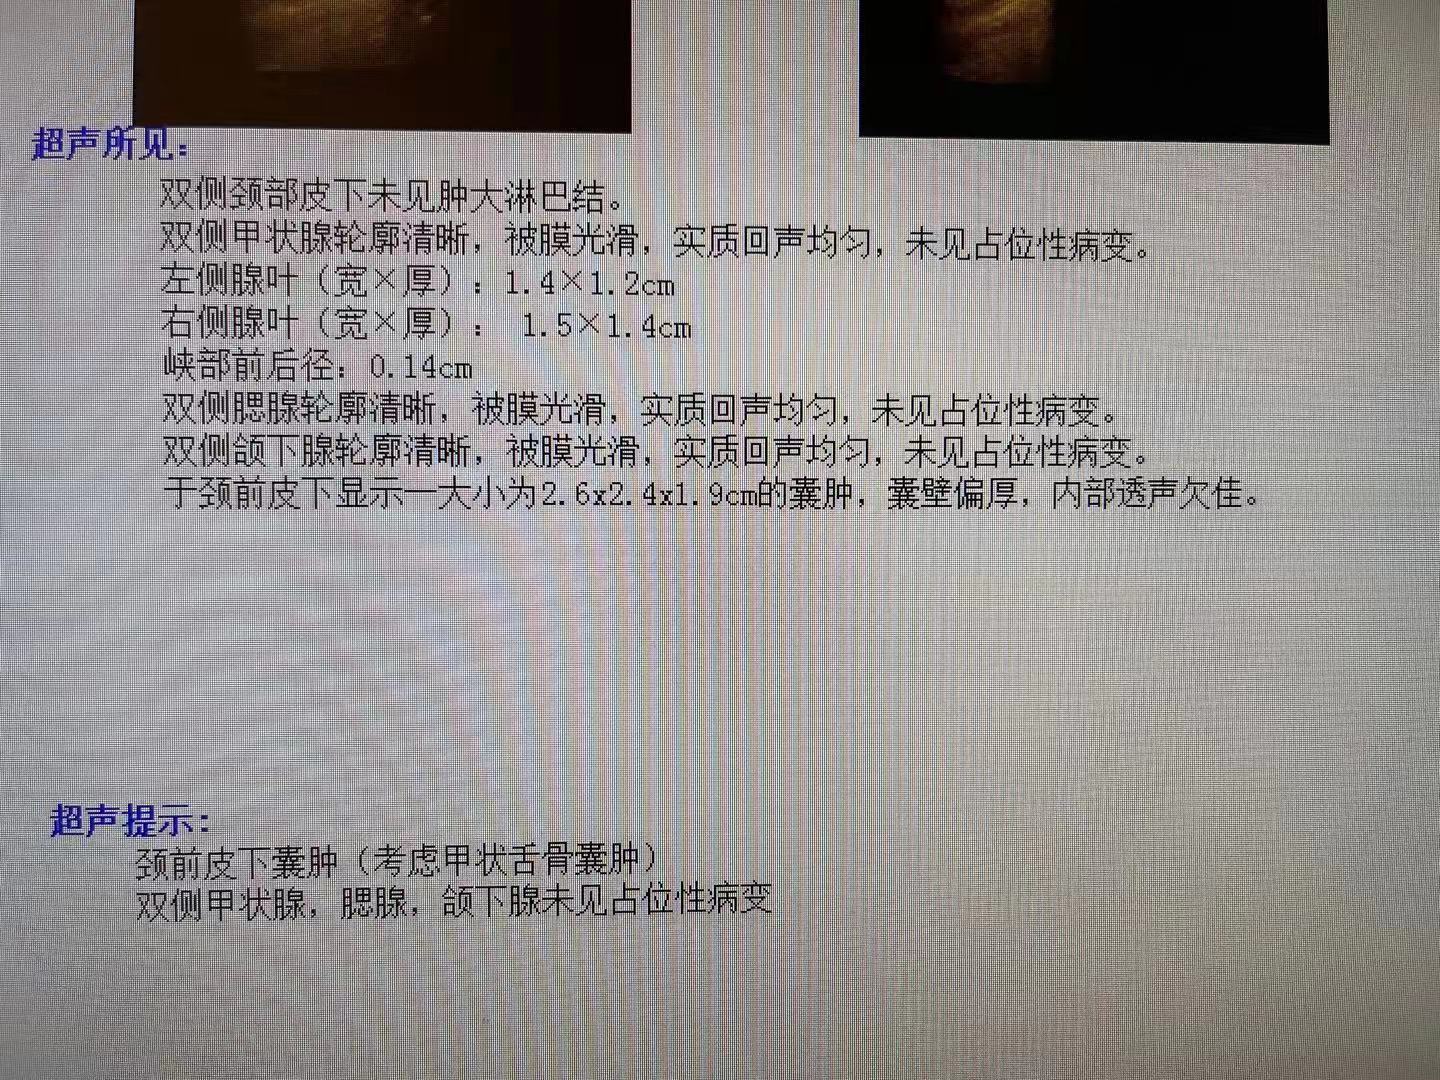 超声所见：
双侧颈部皮下未见肿大淋巴结。
双侧甲状腺轮廓清晰，被膜光滑，实质回声均匀，未见占位性病变。
左侧腺叶（宽×厚）：1.4×1.2cm
右侧腺叶（宽×厚）： 1.5×1.4cm
峡部前后径：0.14cm
双侧腮腺轮廓清晰，被膜光滑，实质回声均匀，未见占位性病变。
双侧颌下腺轮廓清晰，被膜光滑，实质回声均匀，未见占位性病变。
于颈前皮下显示一大小为2.6x2.4x1.9cm的囊肿，囊壁偏厚，内部透声欠佳。
超声提示：
颈前皮下囊肿（考虑甲状舌骨囊肿）
双侧甲状腺，腮腺，颌下腺未见占位性病变